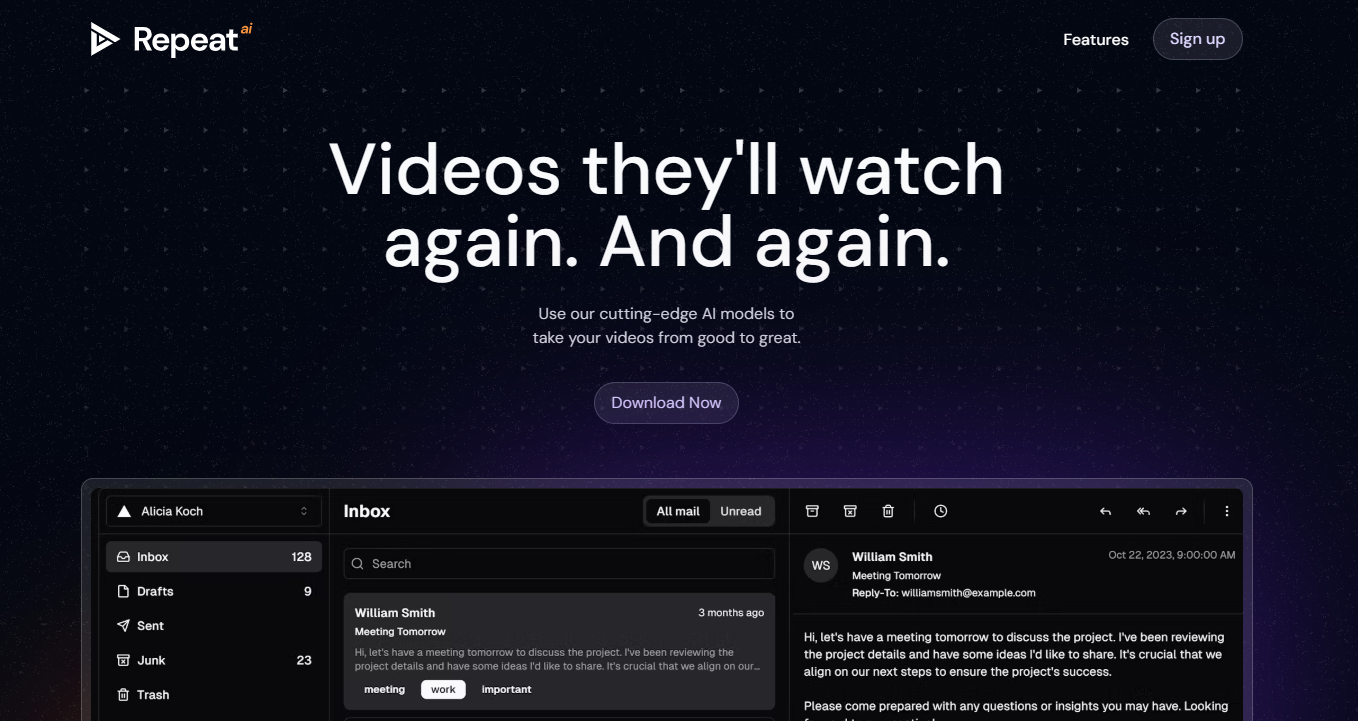 Repeat ai
Features
Sign up
Videos they'll watch
again. And again.
Use our cutting-edge AI models to
take your videos from good to great.
Download Now
Alicia Koch
Inbox 128
Drafts 9
Sent
Junk 23
Trash
Inbox
All mail
Unread
Search
William Smith
3 months ago
Meeting Tomorrow
Hi, let's have a meeting tomorrow to discuss the project. I've been reviewing the
project details and have some ideas I'd like to share. It's crucial that we align on our...
meeting
work
important
WS
William Smith
Oct 22, 2023, 9:00:00 AM
Meeting Tomorrow
Reply-To: williamsmith@example.com
Hi, let's have a meeting tomorrow to discuss the project. I've been reviewing
the project details and have some ideas I'd like to share. It's crucial that we
align on our next steps to ensure the project's success.
Please come prepared with any questions or insights you may have. Looking